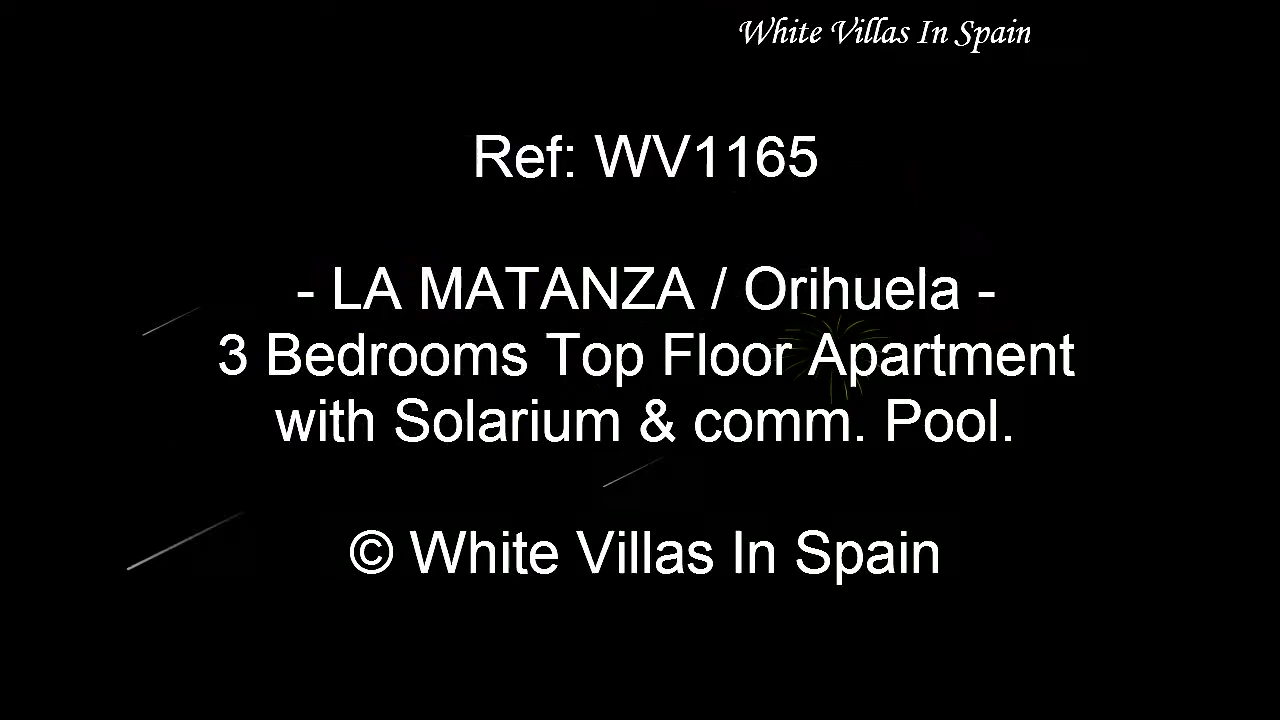 White Villas In Spain
Ref: WV1165
- LA MATANZA / Orihuela -
3 Bedrooms Top Floor Apartment
with Solarium & comm. Pool.
© White Villas In Spain